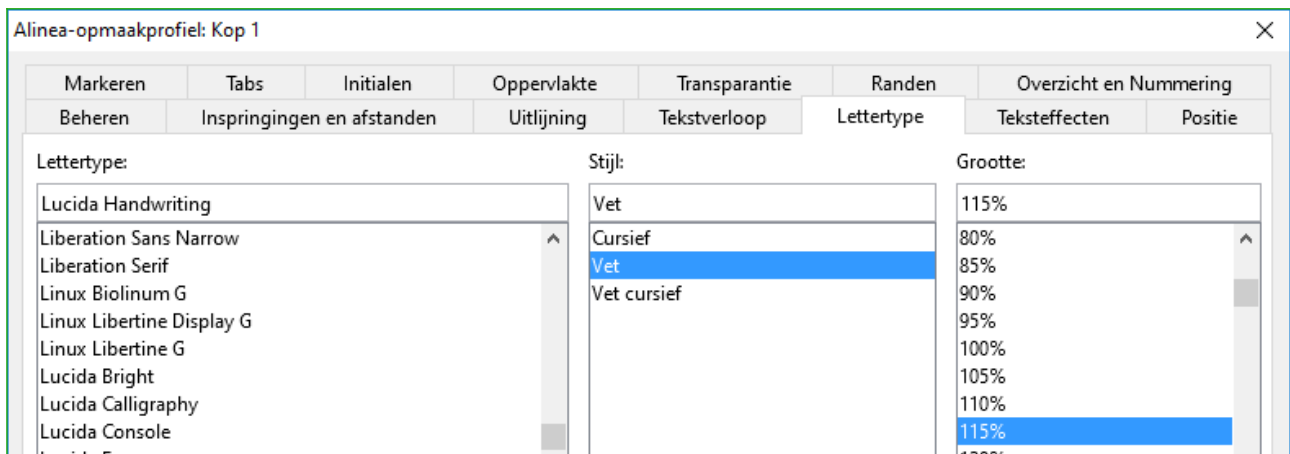 Alinea-opmaakprofiel: Kop 1
Markeren Tabs Initialen Oppervlakte Transparantie Randen Overzicht en Nummering
Beheren Inspringingen en afstanden Uitlijning Tekstverloop Lettertype Teksteffecten Positie
Lettertype: Stijl: Grootte:
Lucida Handwriting Vet 115%
Liberation Sans Narrow Cursief 80%
Liberation Serif Vet 85%
Linux Biolinum G Vet cursief 90%
Linux Libertine Display G 95%
Linux Libertine G 100%
Lucida Bright 105%
Lucida Calligraphy 110%
Lucida Console 115%